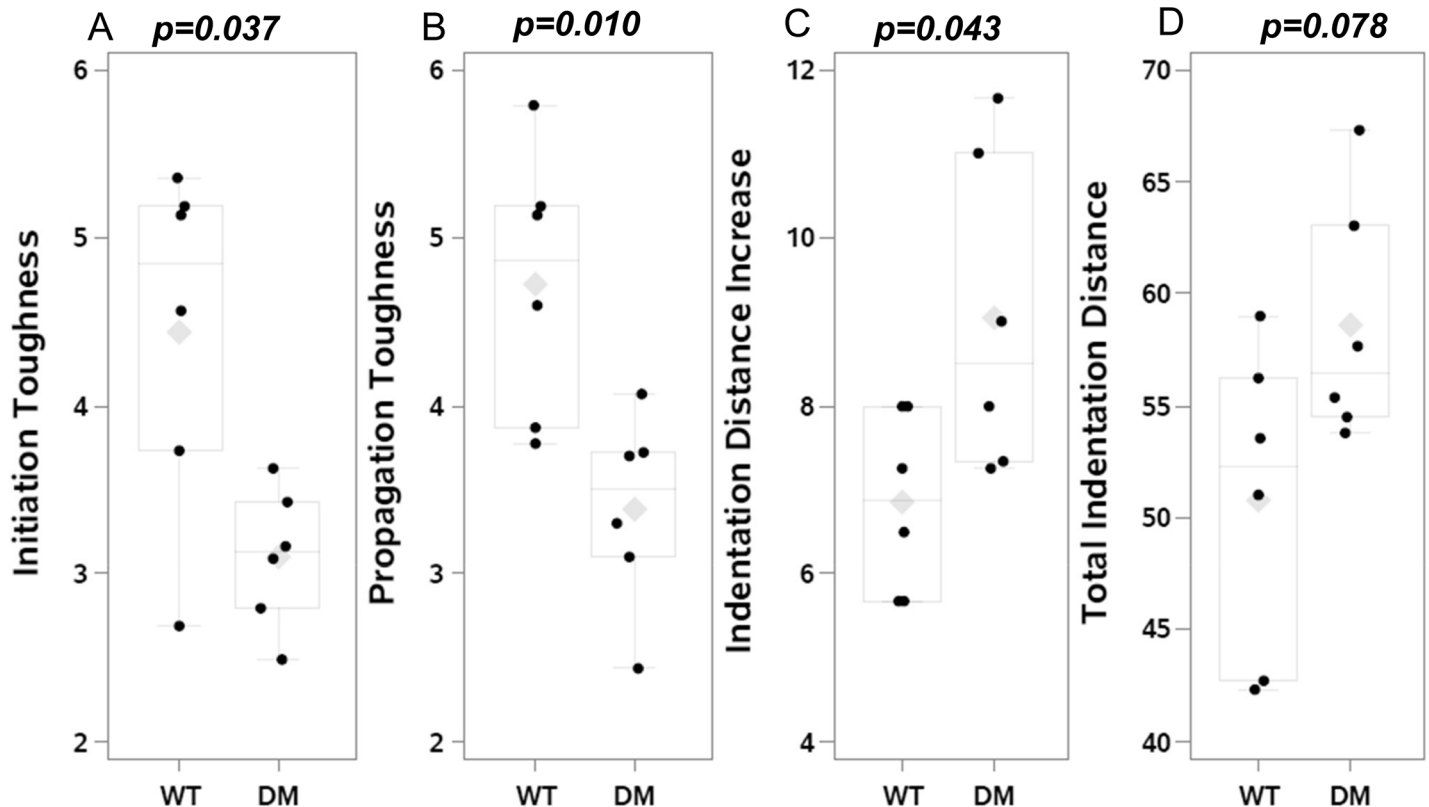 A p=0.037
Initiation Toughness
6
5
4
3
2
WT DM
B p=0.010
Propagation Toughness
6
5
4
3
2
WT DM
C p=0.043
Indentation Distance Increase
12
10
8
6
4
WT DM
D p=0.078
Total Indentation Distance
70
65
60
55
50
45
40
WT DM